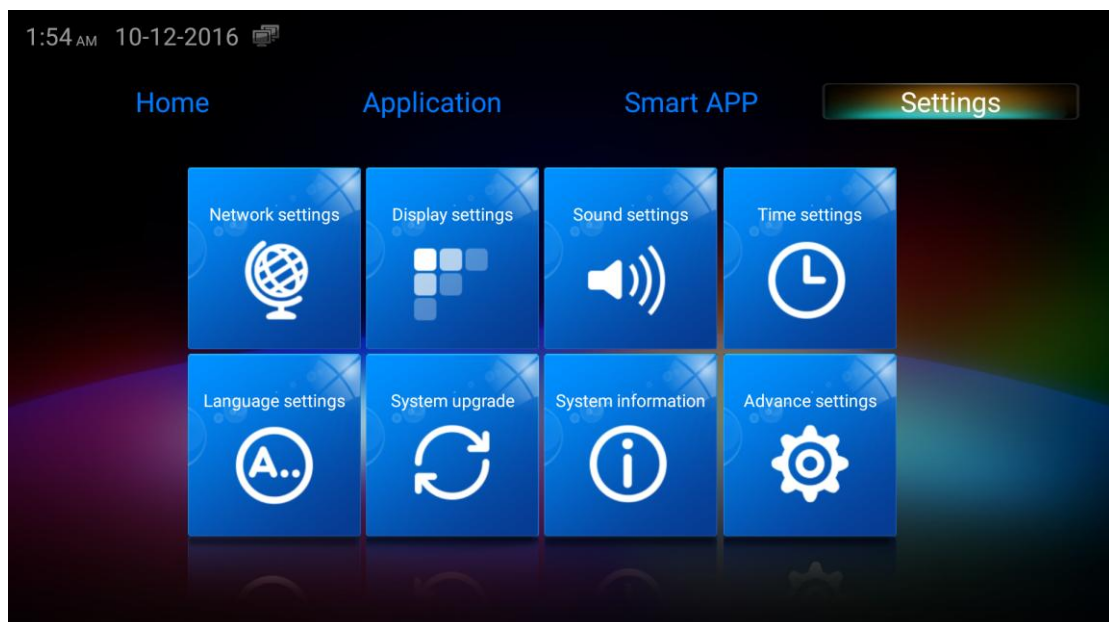 1:54 AM 10-12-2016
Home Application Smart APP Settings
Network settings Display settings Sound settings Time settings
Language settings System upgrade System information Advance settings
A..